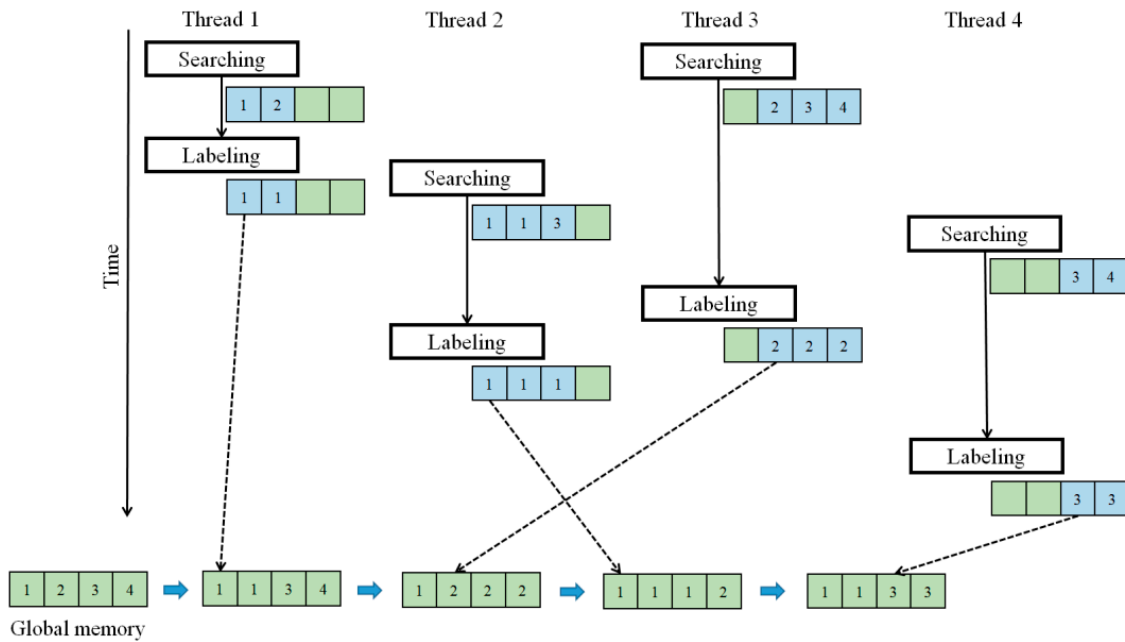 Thread 1 Thread 2 Thread 3 Thread 4
Searching
Searching
1 2
2 3 4
Labeling
Searching
1 1
1 1 3
Searching
3 4
Time
Labeling
Labeling
2 2 2
1 1 1
Labeling
3 3
1 2 3 4 1 1 3 4 1 2 2 2 1 1 1 2 1 1 3 3
Global memory